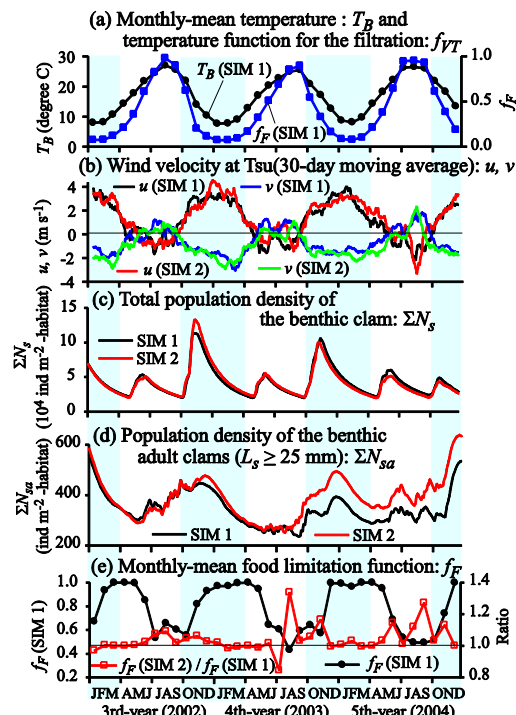 (a) Monthly-mean temperature : T_B and
temperature function for the filtration: f_VT
30
20
10
0
T_B (degree C)
T_B (SIM 1)
f_F (SIM 1)
1.0
0.5
0.0
f_F
(b) Wind velocity at Tsu(30-day moving average): u, v
4
2
0
-2
-4
u, v (m s⁻¹)
u (SIM 1)
v (SIM 1)
u (SIM 2)
v (SIM 2)
(c) Total population density of
the benthic clam: ΣN_s
15
10
5
0
ΣN_s
(10⁴ ind m⁻² -habitat)
SIM 1
SIM 2
(d) Population density of the benthic
adult clams (L_s ≥ 25 mm): ΣN_sa
600
400
200
ΣN_sa
(ind m⁻² -habitat)
SIM 1
SIM 2
(e) Monthly-mean food limitation function: f_F
1.0
0.8
0.6
0.4
0.2
f_F (SIM 1)
1.4
1.2
1.0
0.8
Ratio
f_F (SIM 2) / f_F (SIM 1)
f_F (SIM 1)
JFM AMJ JAS OND JFM AMJ JAS OND JFM AMJ JAS OND
3rd-year (2002) 4th-year (2003) 5th-year (2004)